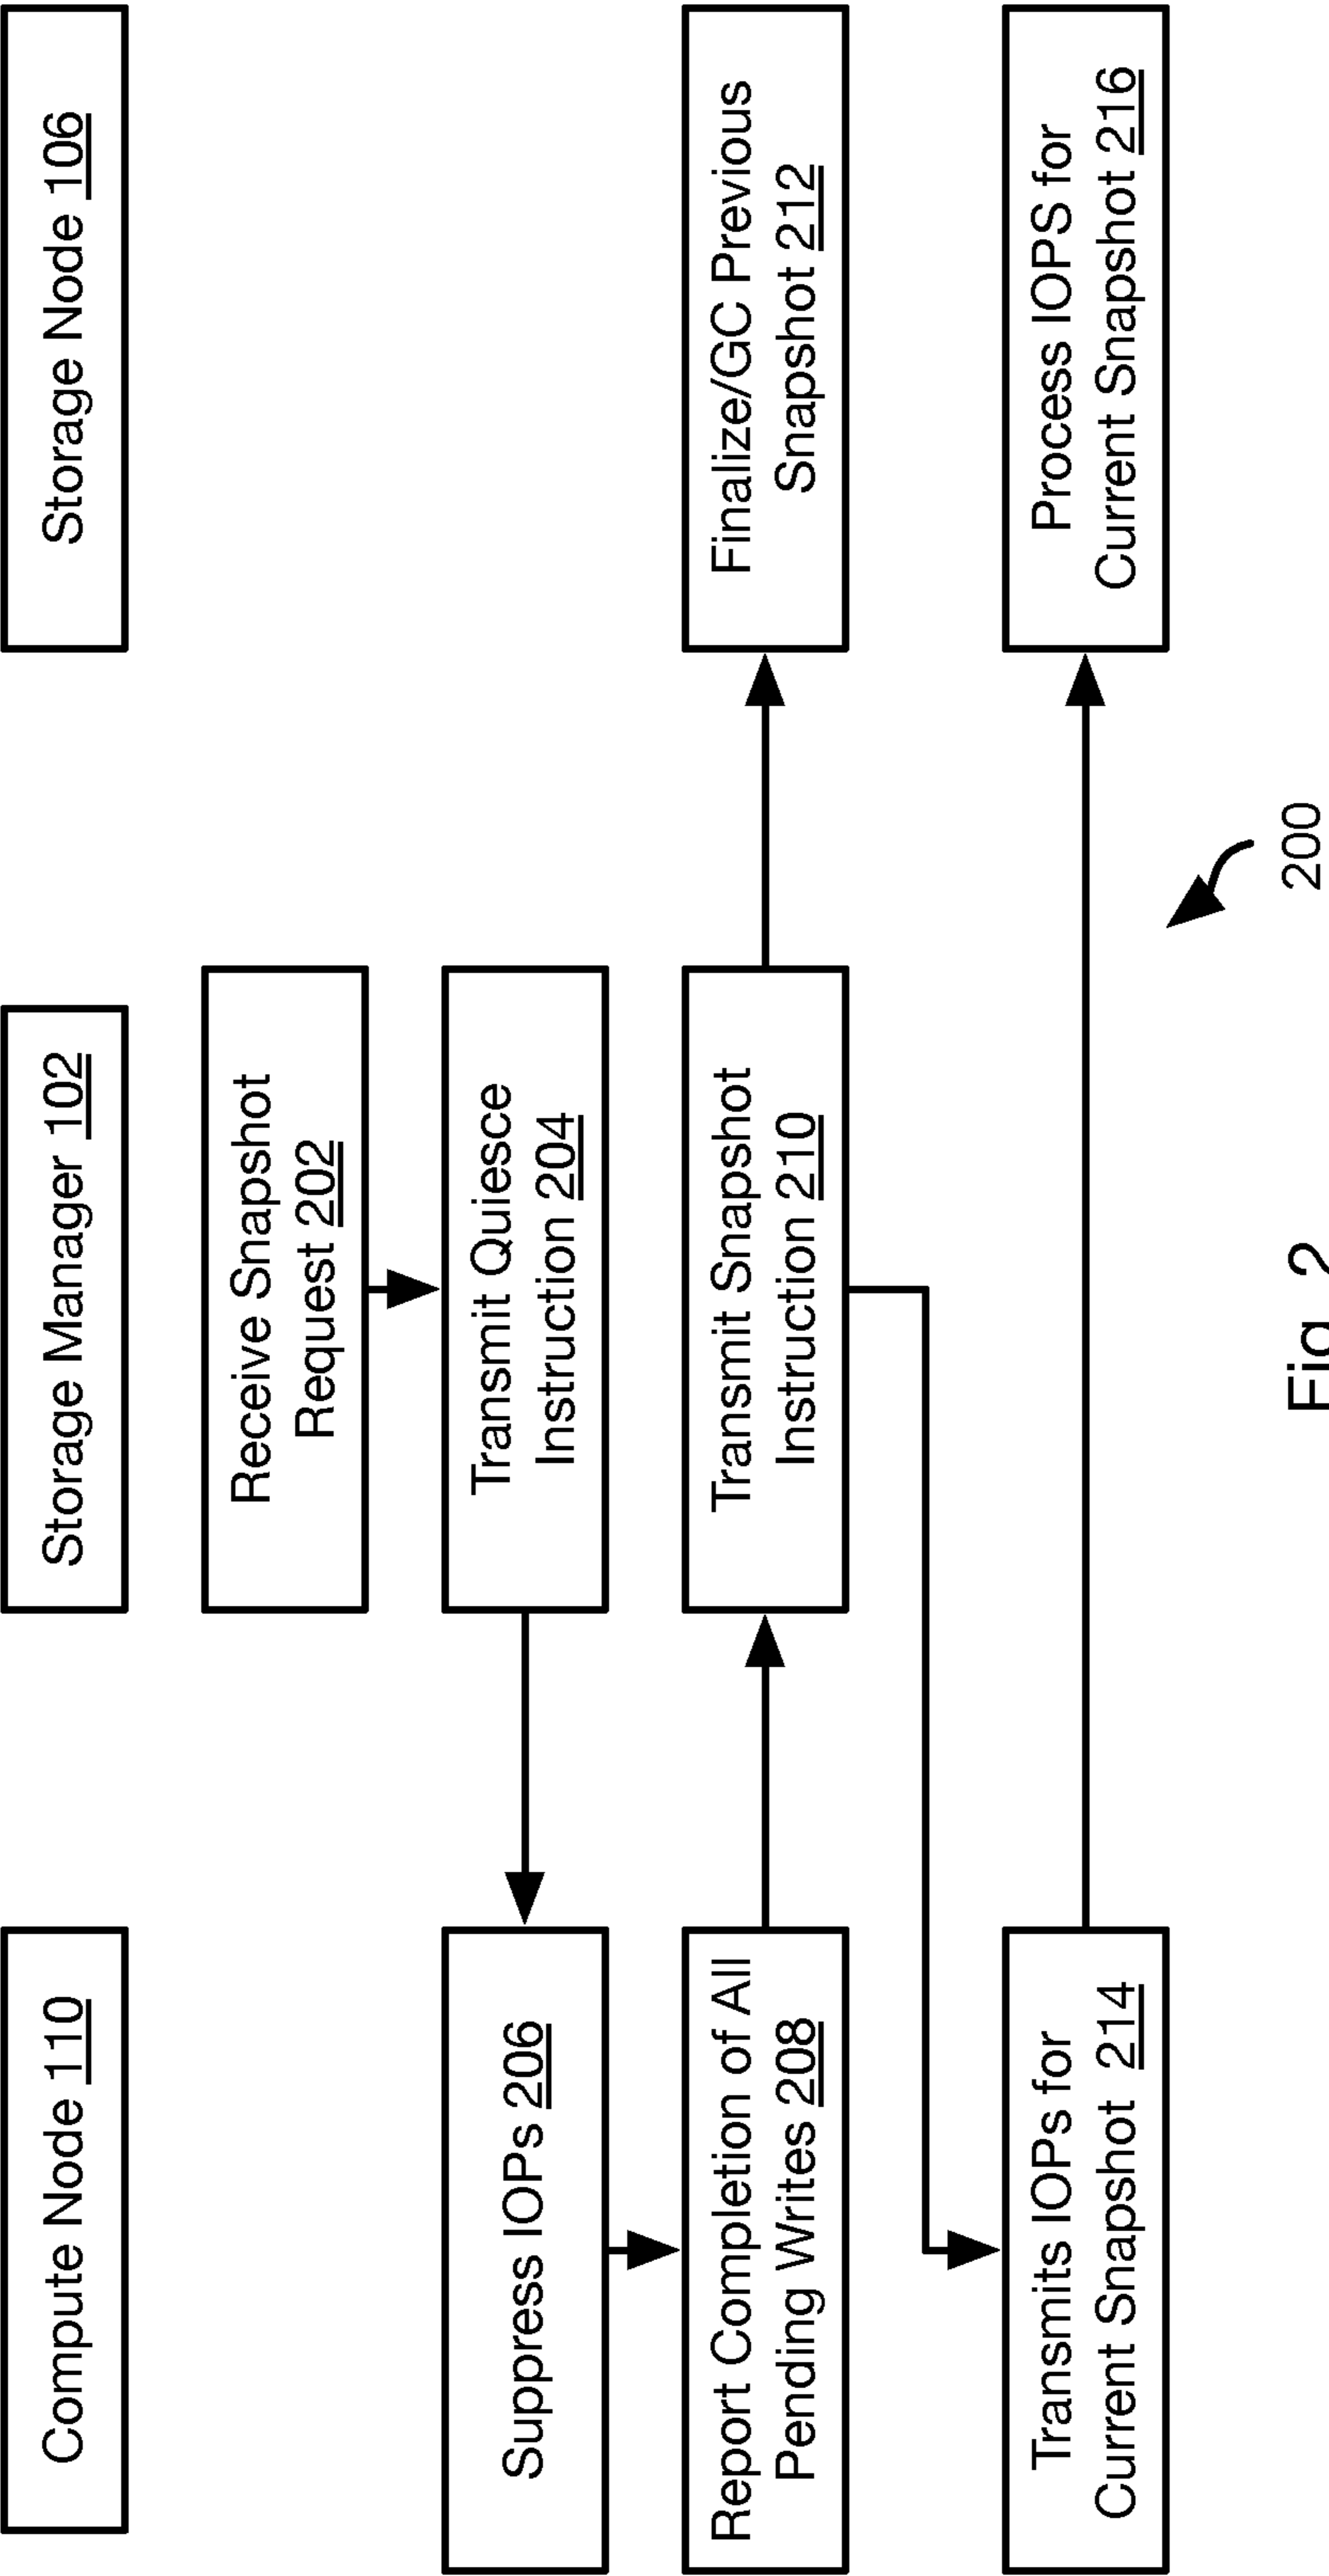 Compute Node 110
Storage Manager 102
Storage Node 106
Receive Snapshot
Request 202
Suppress IOPs 206
Transmit Quiesce
Instruction 204
Report Completion of All
Pending Writes 208
Transmit Snapshot
Instruction 210
Finalize/GC Previous
Snapshot 212
Transmits IOPs for
Current Snapshot 214
Process IOPS for
Current Snapshot 216
200
Fig. 2